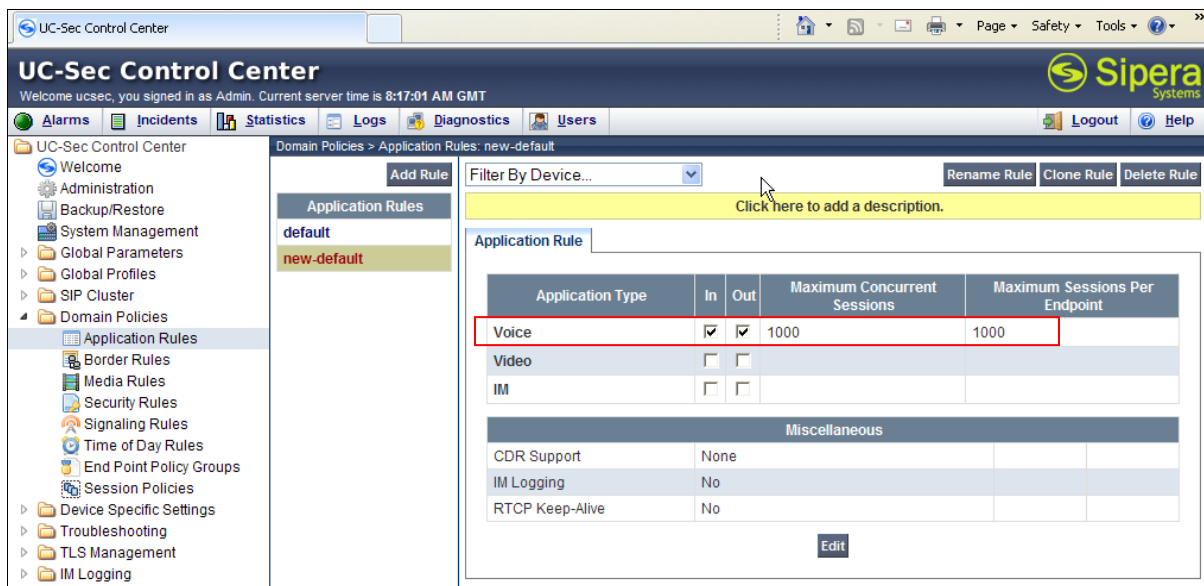 UC-Sec Control Center
Page Safety Tools »
UC-Sec Control Center
Welcome ucsec, you signed in as Admin. Current server time is 8:17:01 AM GMT
Sipera
Systems
Alarms Incidents Statistics Logs Diagnostics Users Logout Help
UC-Sec Control Center
Welcome
Administration
Backup/Restore
System Management
Global Parameters
Global Profiles
SIP Cluster
Domain Policies
Application Rules
Border Rules
Media Rules
Security Rules
Signaling Rules
Time of Day Rules
End Point Policy Groups
Session Policies
Device Specific Settings
Troubleshooting
TLS Management
IM Logging
Domain Policies > Application Rules: new-default
Add Rule
Application Rules
default
new-default
Filter By Device...
Rename Rule Clone Rule Delete Rule
Click here to add a description.
Application Rule
Application Type In Out Maximum Concurrent Sessions Maximum Sessions Per Endpoint
Voice 1000 1000
Video
IM
Miscellaneous
CDR Support None
IM Logging No
RTCP Keep-Alive No
Edit